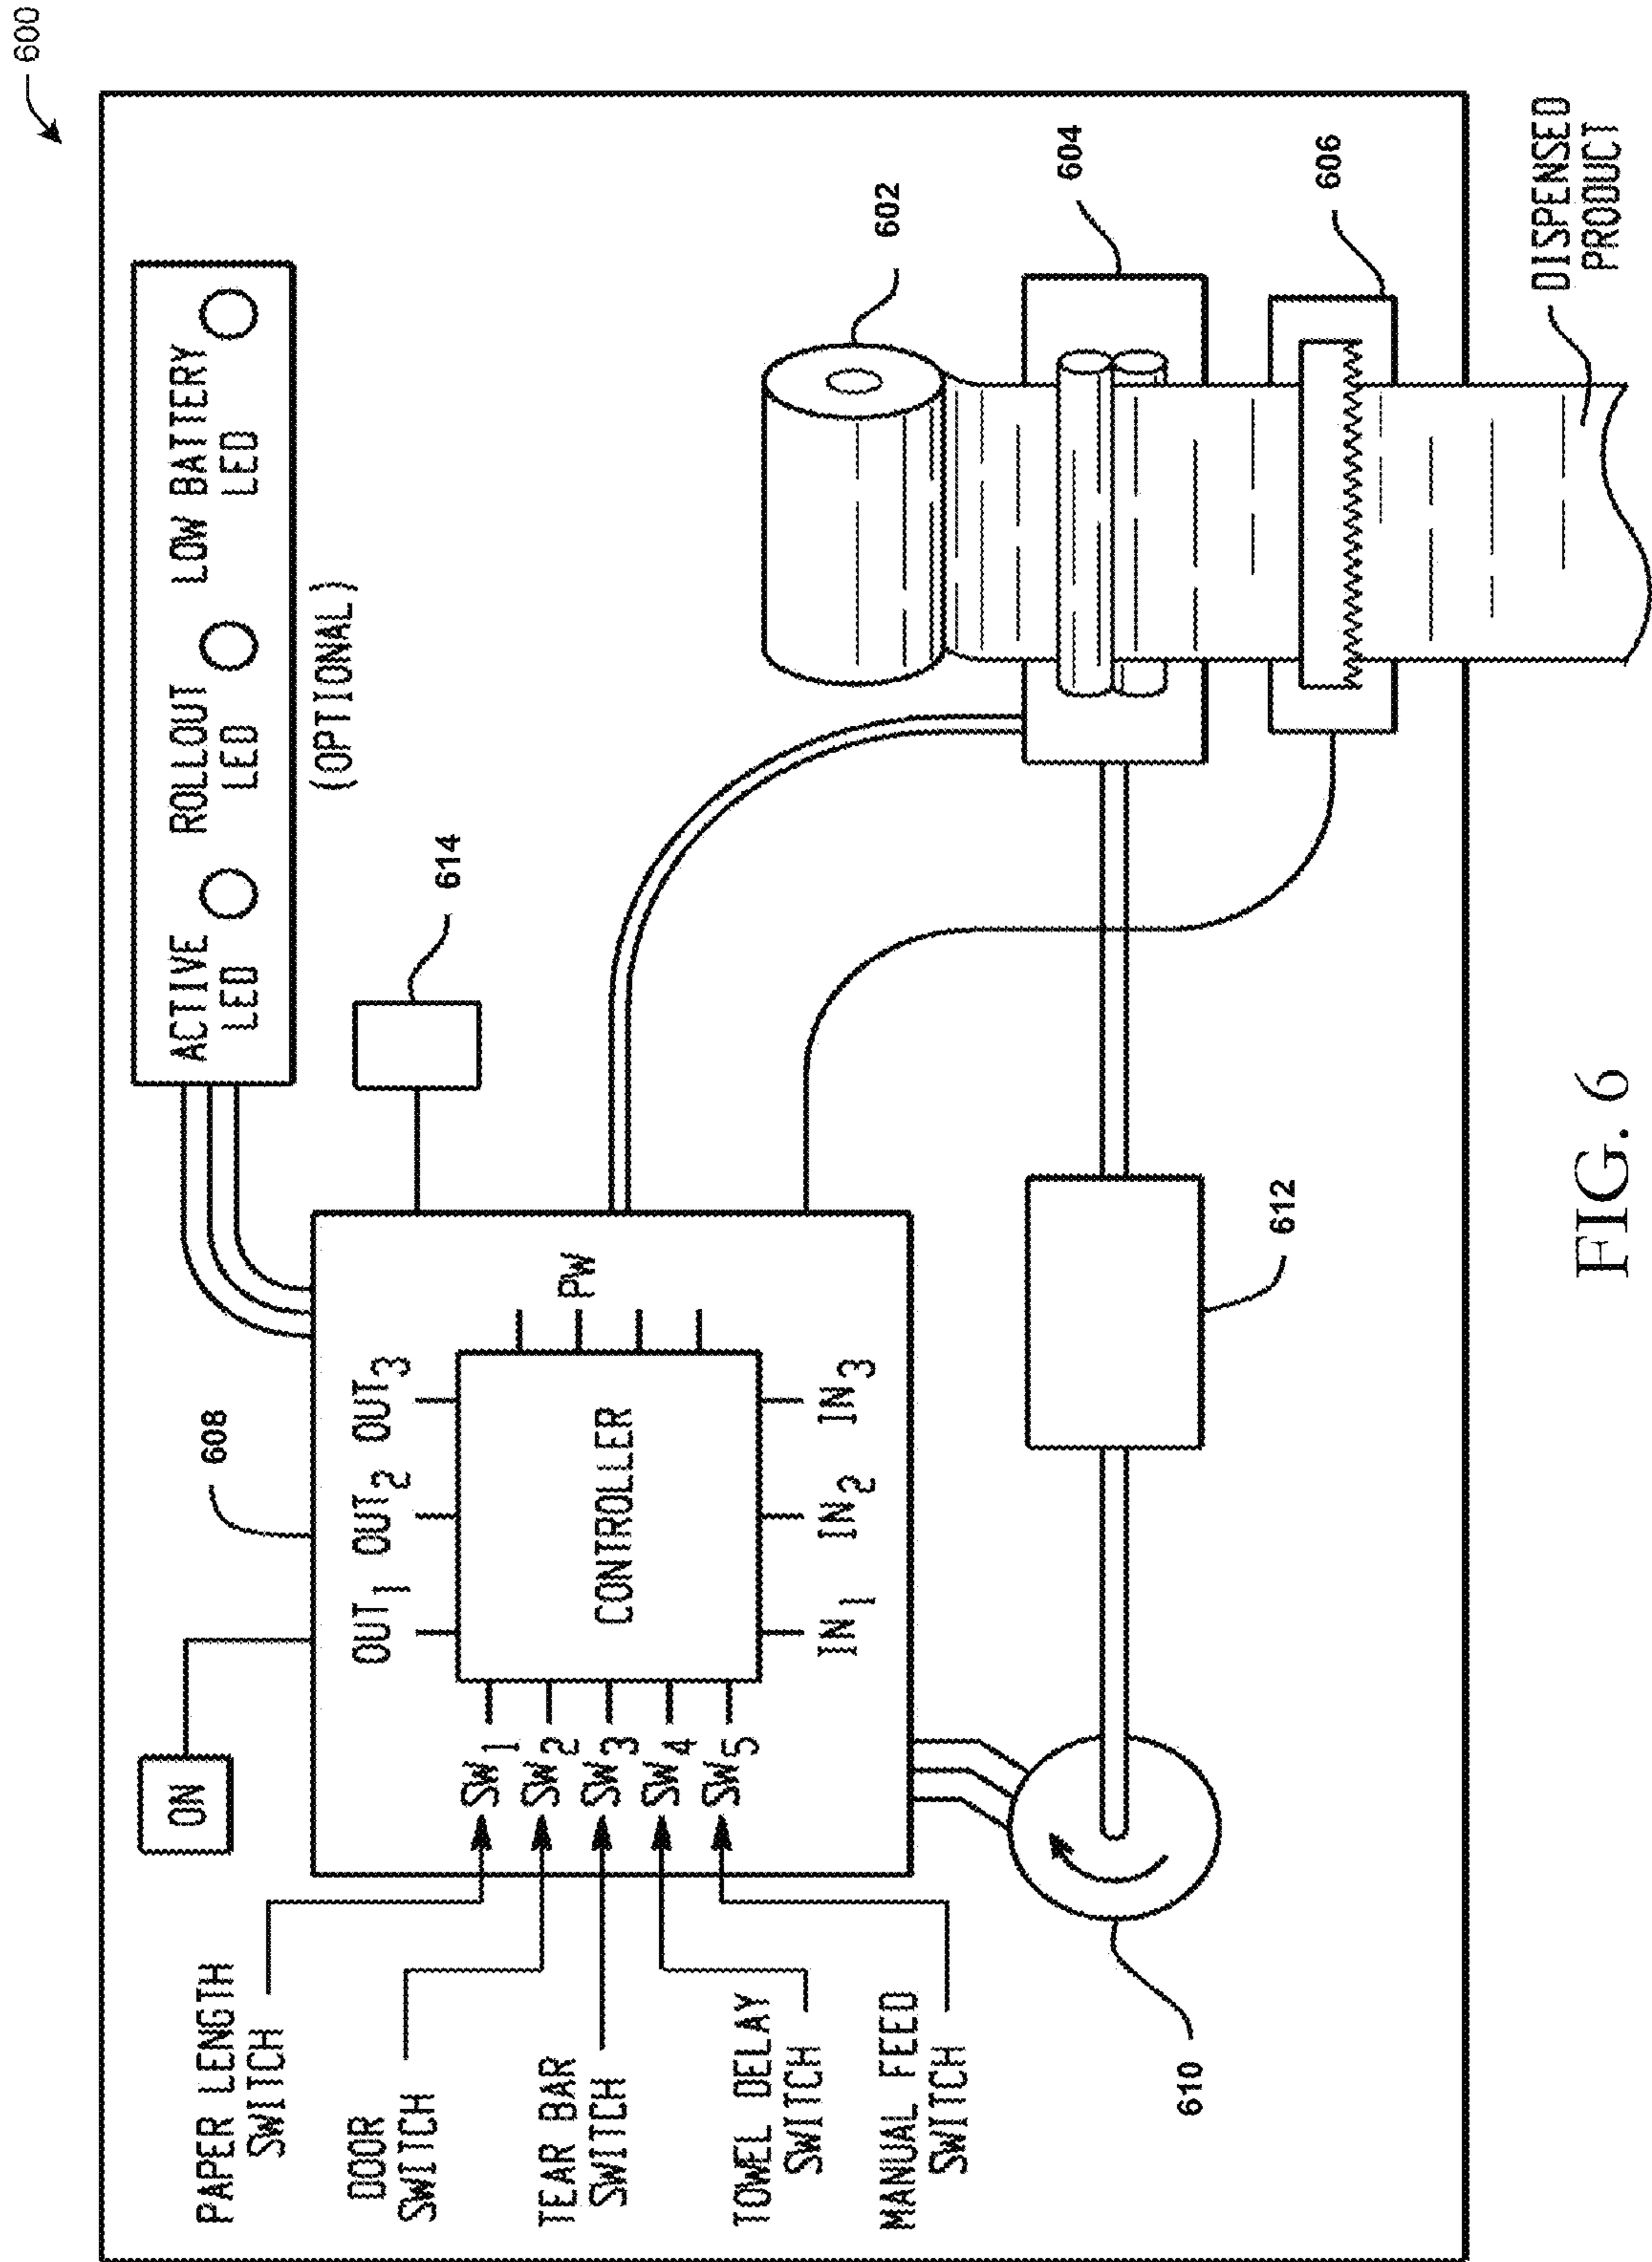 600
ON
ACTIVE
LED
ROLLOUT
LED
LOW BATTERY
LED
(OPTIONAL)
608
614
PAPER LENGTH
SWITCH
DOOR
SWITCH
TEAR BAR
SWITCH
TOWEL DELAY
SWITCH
MANUAL FEED
SWITCH
SW1
SW2
SW3
SW4
SW5
OUT1 OUT2 OUT3
CONTROLLER
PW
IN1 IN2 IN3
602
604
606
610
612
DISPENSED
PRODUCT
FIG. 6